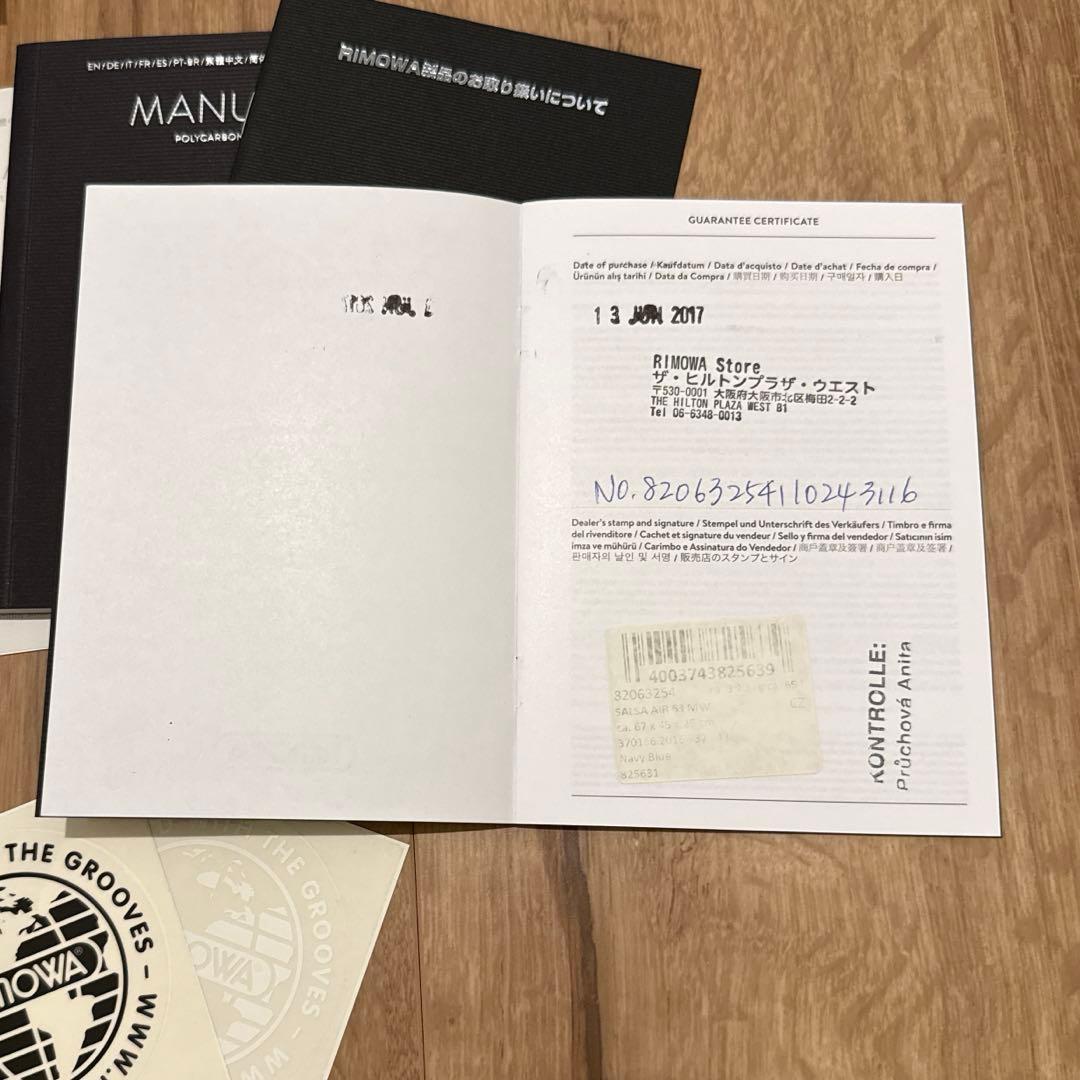 EN/DE/IT/FR/ES/PT-BR/繁體中文/
MANU
POLYCARBON
RIMOWA製品のお取り扱いについて
GUARANTEE CERTIFICATE
Date of purchase / Kaufdatum / Data d'acquisto / Date d'achat / Fecha de compra /
Ürünün alış tarihi / Data da Compra / 購買日期 / 购买日期 / 구매일자 / 購入日
13 JUN 2017
RIMOWA Store
ザ・ヒルトンプラザ・ウエスト
〒530-0001 大阪府大阪市北区梅田2-2-2
THE HILTON PLAZA WEST B1
Tel 06-6348-0013
NO.82063254110243116
Dealer's stamp and signature / Stempel und Unterschrift des Verkäufers / Timbro e firma
del rivenditore / Cachet et signature du vendeur / Sello y firma del vendedor / Satıcının isim
imza ve mühürü / Carimbo e Assinatura do Vendedor / 商戶蓋章及簽署 / 商户盖章及签署 /
판매자의 날인 및 서명 / 販売店のスタンプとサイン
4003743825639
82063254
SALSA AIR 63 MW
CZ
ca. 67 x 45
Navy Blue
825631
KONTROLLE:
Průchová Anita
THE GROOVES – WWW.
THE GROOVES –